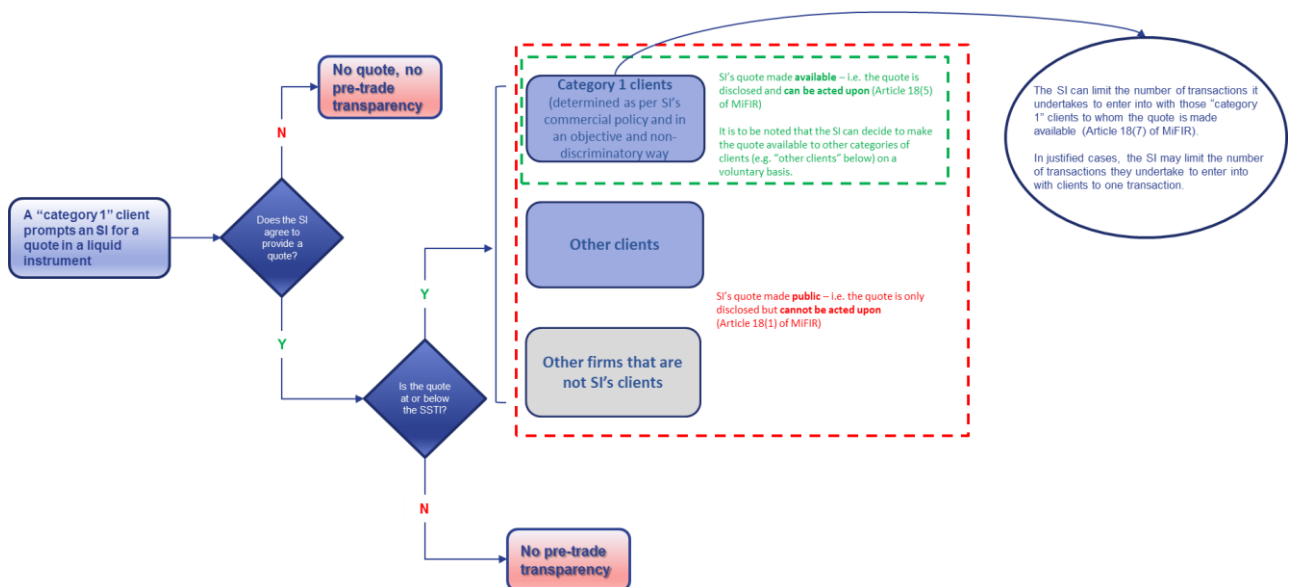 A “category 1” client
prompts an SI for a
quote in a liquid
instrument
Does the SI
agree to
provide a
quote?
N
No quote, no
pre-trade
transparency
Y
Is the quote
at or below
the SSTI?
Y
N
No pre-trade
transparency
Category 1 clients
(determined as per SI’s
commercial policy and in
an objective and non-
discriminatory way
SI’s quote made available – i.e. the quote is
disclosed and can be acted upon (Article 18(5)
of MiFIR)
It is to be noted that the SI can decide to make
the quote available to other categories of
clients (e.g. “other clients” below) on a
voluntary basis.
Other clients
Other firms that are
not SI’s clients
SI’s quote made public – i.e. the quote is only
disclosed but cannot be acted upon
(Article 18(1) of MiFIR)
The SI can limit the number of transactions it
undertakes to enter into with those “category
1” clients to whom the quote is made
available (Article 18(7) of MiFIR).
In justified cases, the SI may limit the number
of transactions they undertake to enter into
with clients to one transaction.